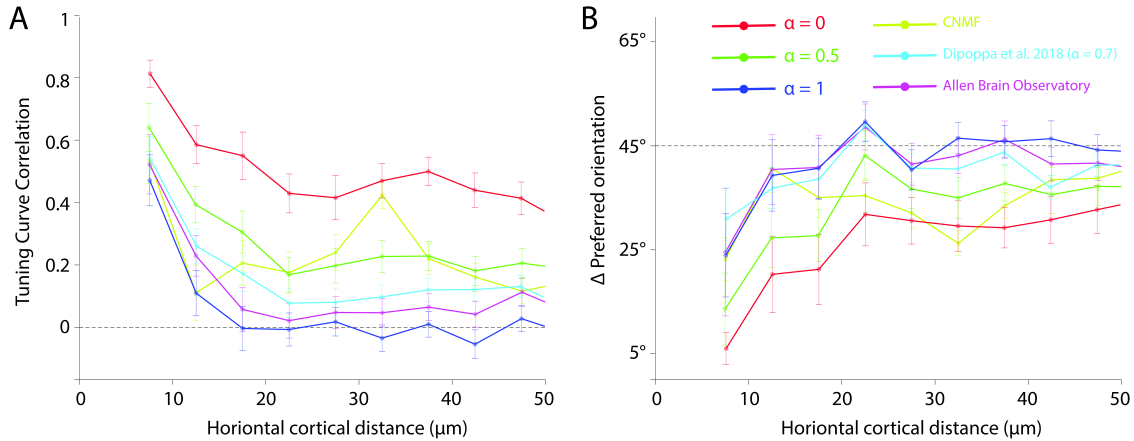 A
Tuning Curve Correlation
1
0.8
0.6
0.4
0.2
0
0
10
20
30
40
50
Horiontal cortical distance (µm)
B
Δ Preferred orientation
65°
45°
25°
5°
0
10
20
30
40
50
Horiontal cortical distance (µm)
α = 0
α = 0.5
α = 1
CNMF
Dipoppa et al. 2018 (α = 0.7)
Allen Brain Observatory